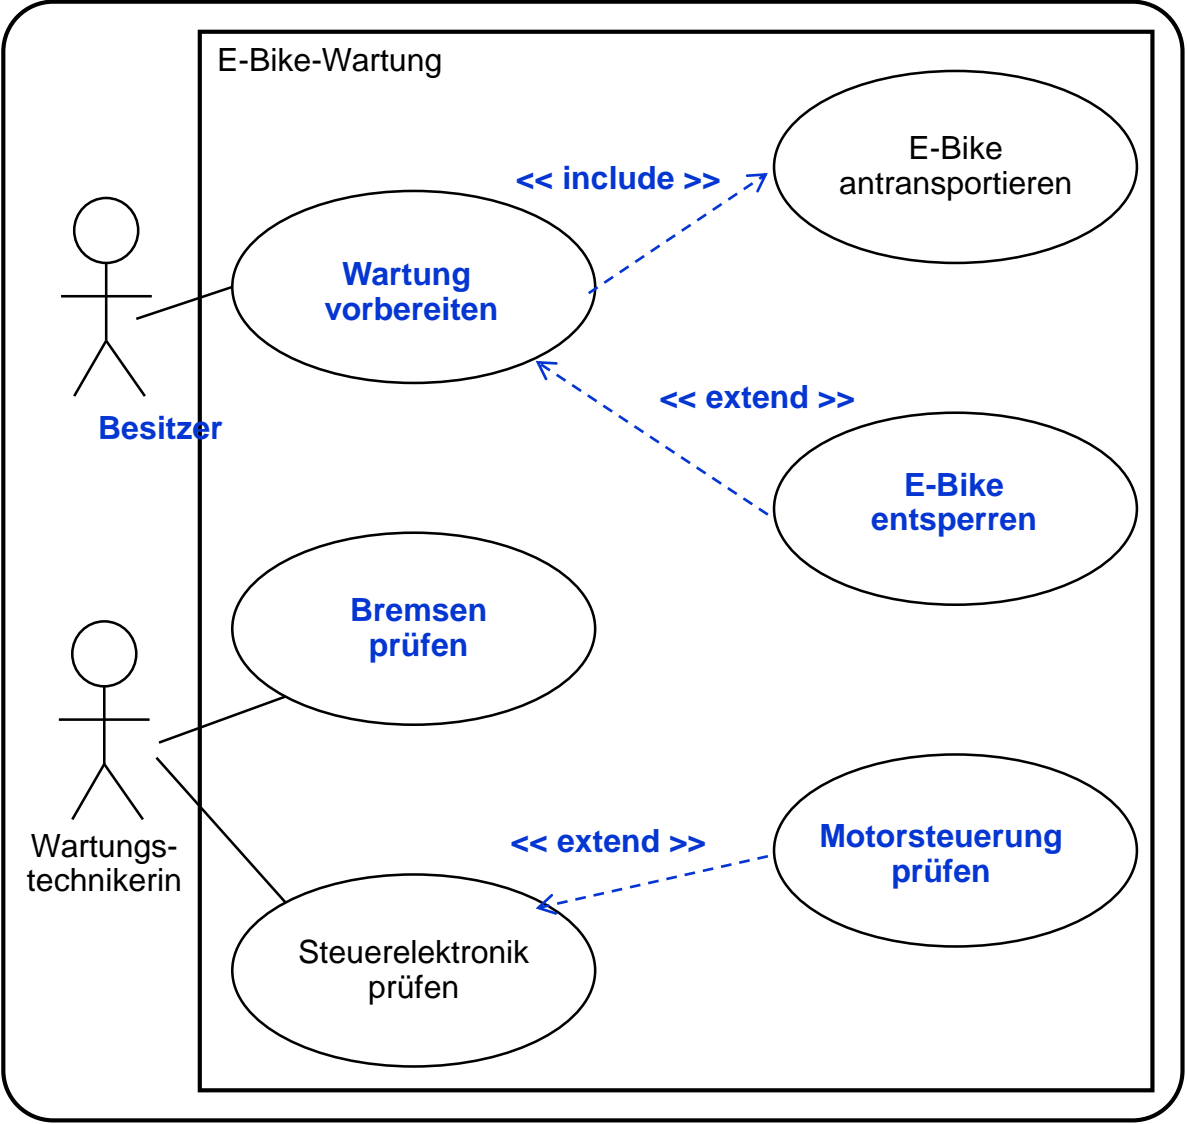 E-Bike-Wartung
E-Bike
antransportieren
<< include >>
Wartung
vorbereiten
<< extend >>
Besitzer
E-Bike
entsperren
Bremsen
prüfen
Wartungs-
technikerin
<< extend >>
Motorsteuerung
prüfen
Steuerelektronik
prüfen